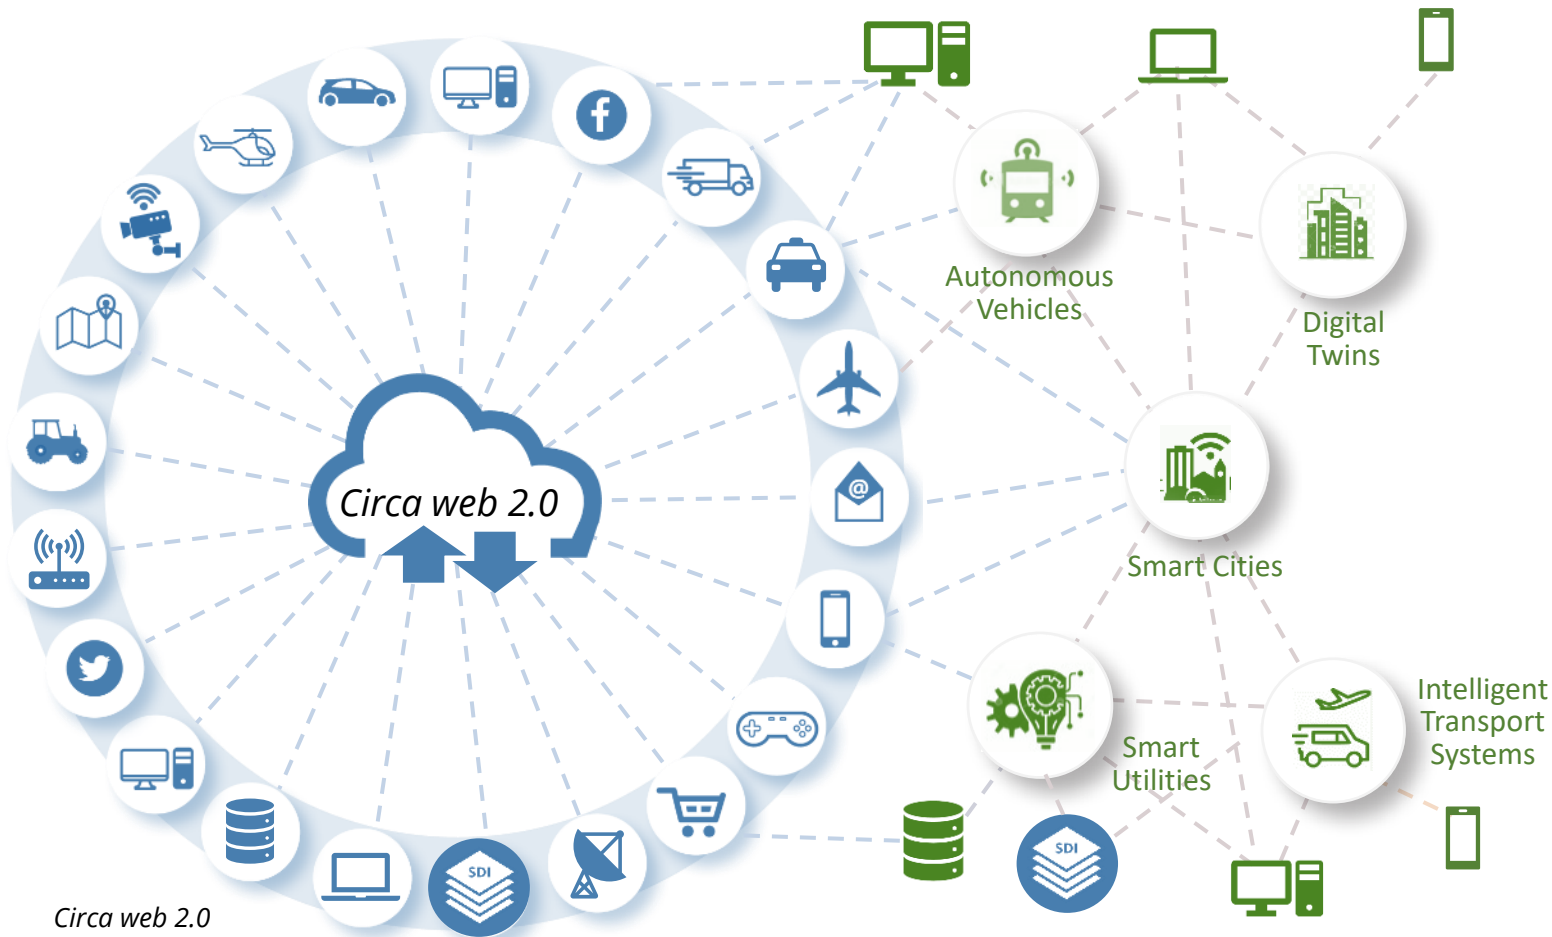 f
Autonomous
Vehicles
Digital
Twins
@
Circa web 2.0
Smart Cities
Intelligent
Transport
Systems
Smart
Utilities
SDI
SDI
Circa web 2.0